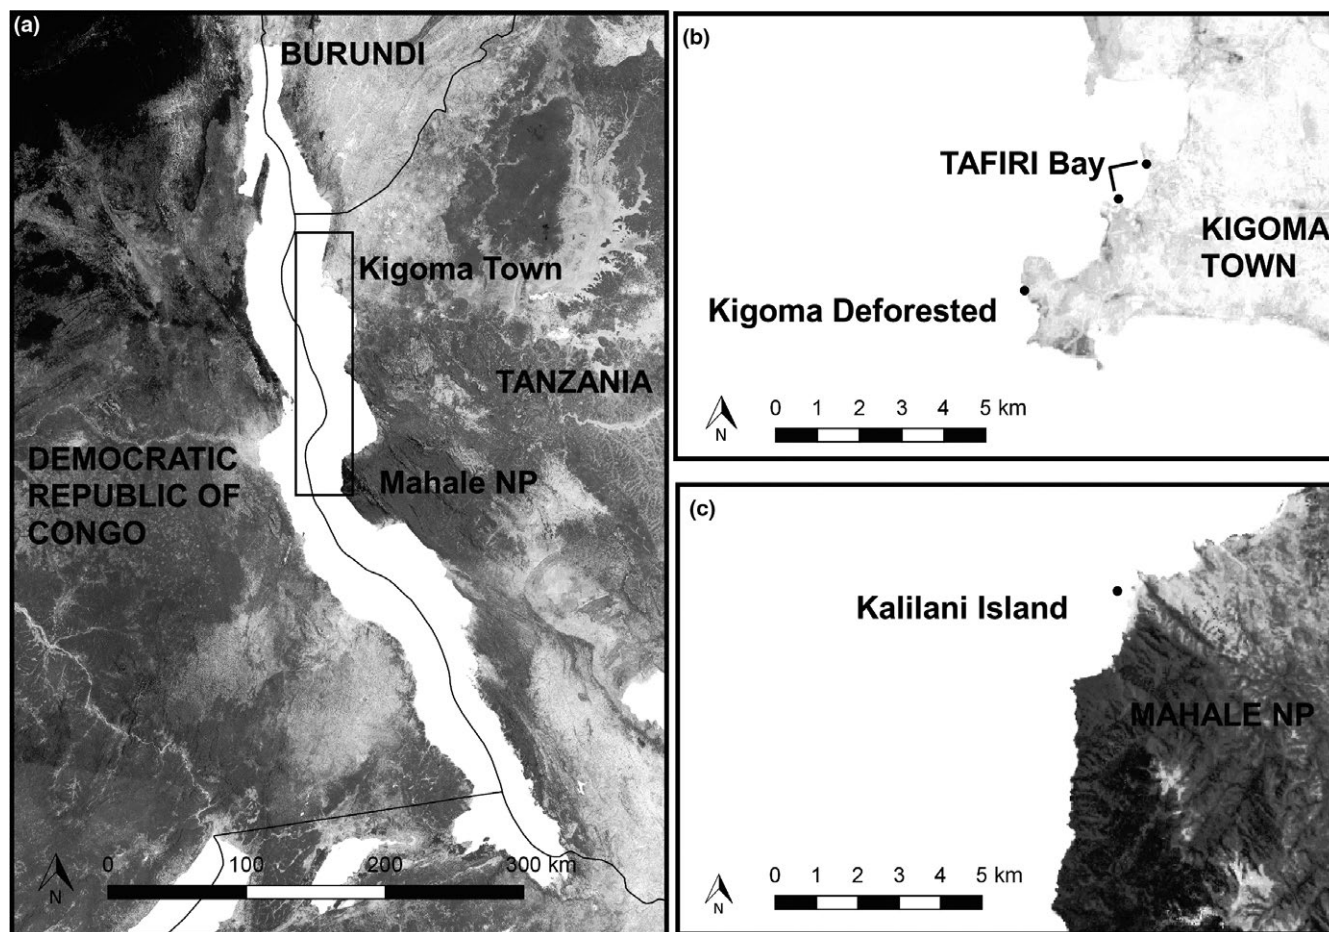 (a)
BURUNDI
Kigoma Town
TANZANIA
DEMOCRATIC
REPUBLIC OF
CONGO
Mahale NP
0 100 200 300 km
N
(b)
TAFIRI Bay
KIGOMA
TOWN
Kigoma Deforested
0 1 2 3 4 5 km
N
(c)
Kalilani Island
MAHALE NP
0 1 2 3 4 5 km
N